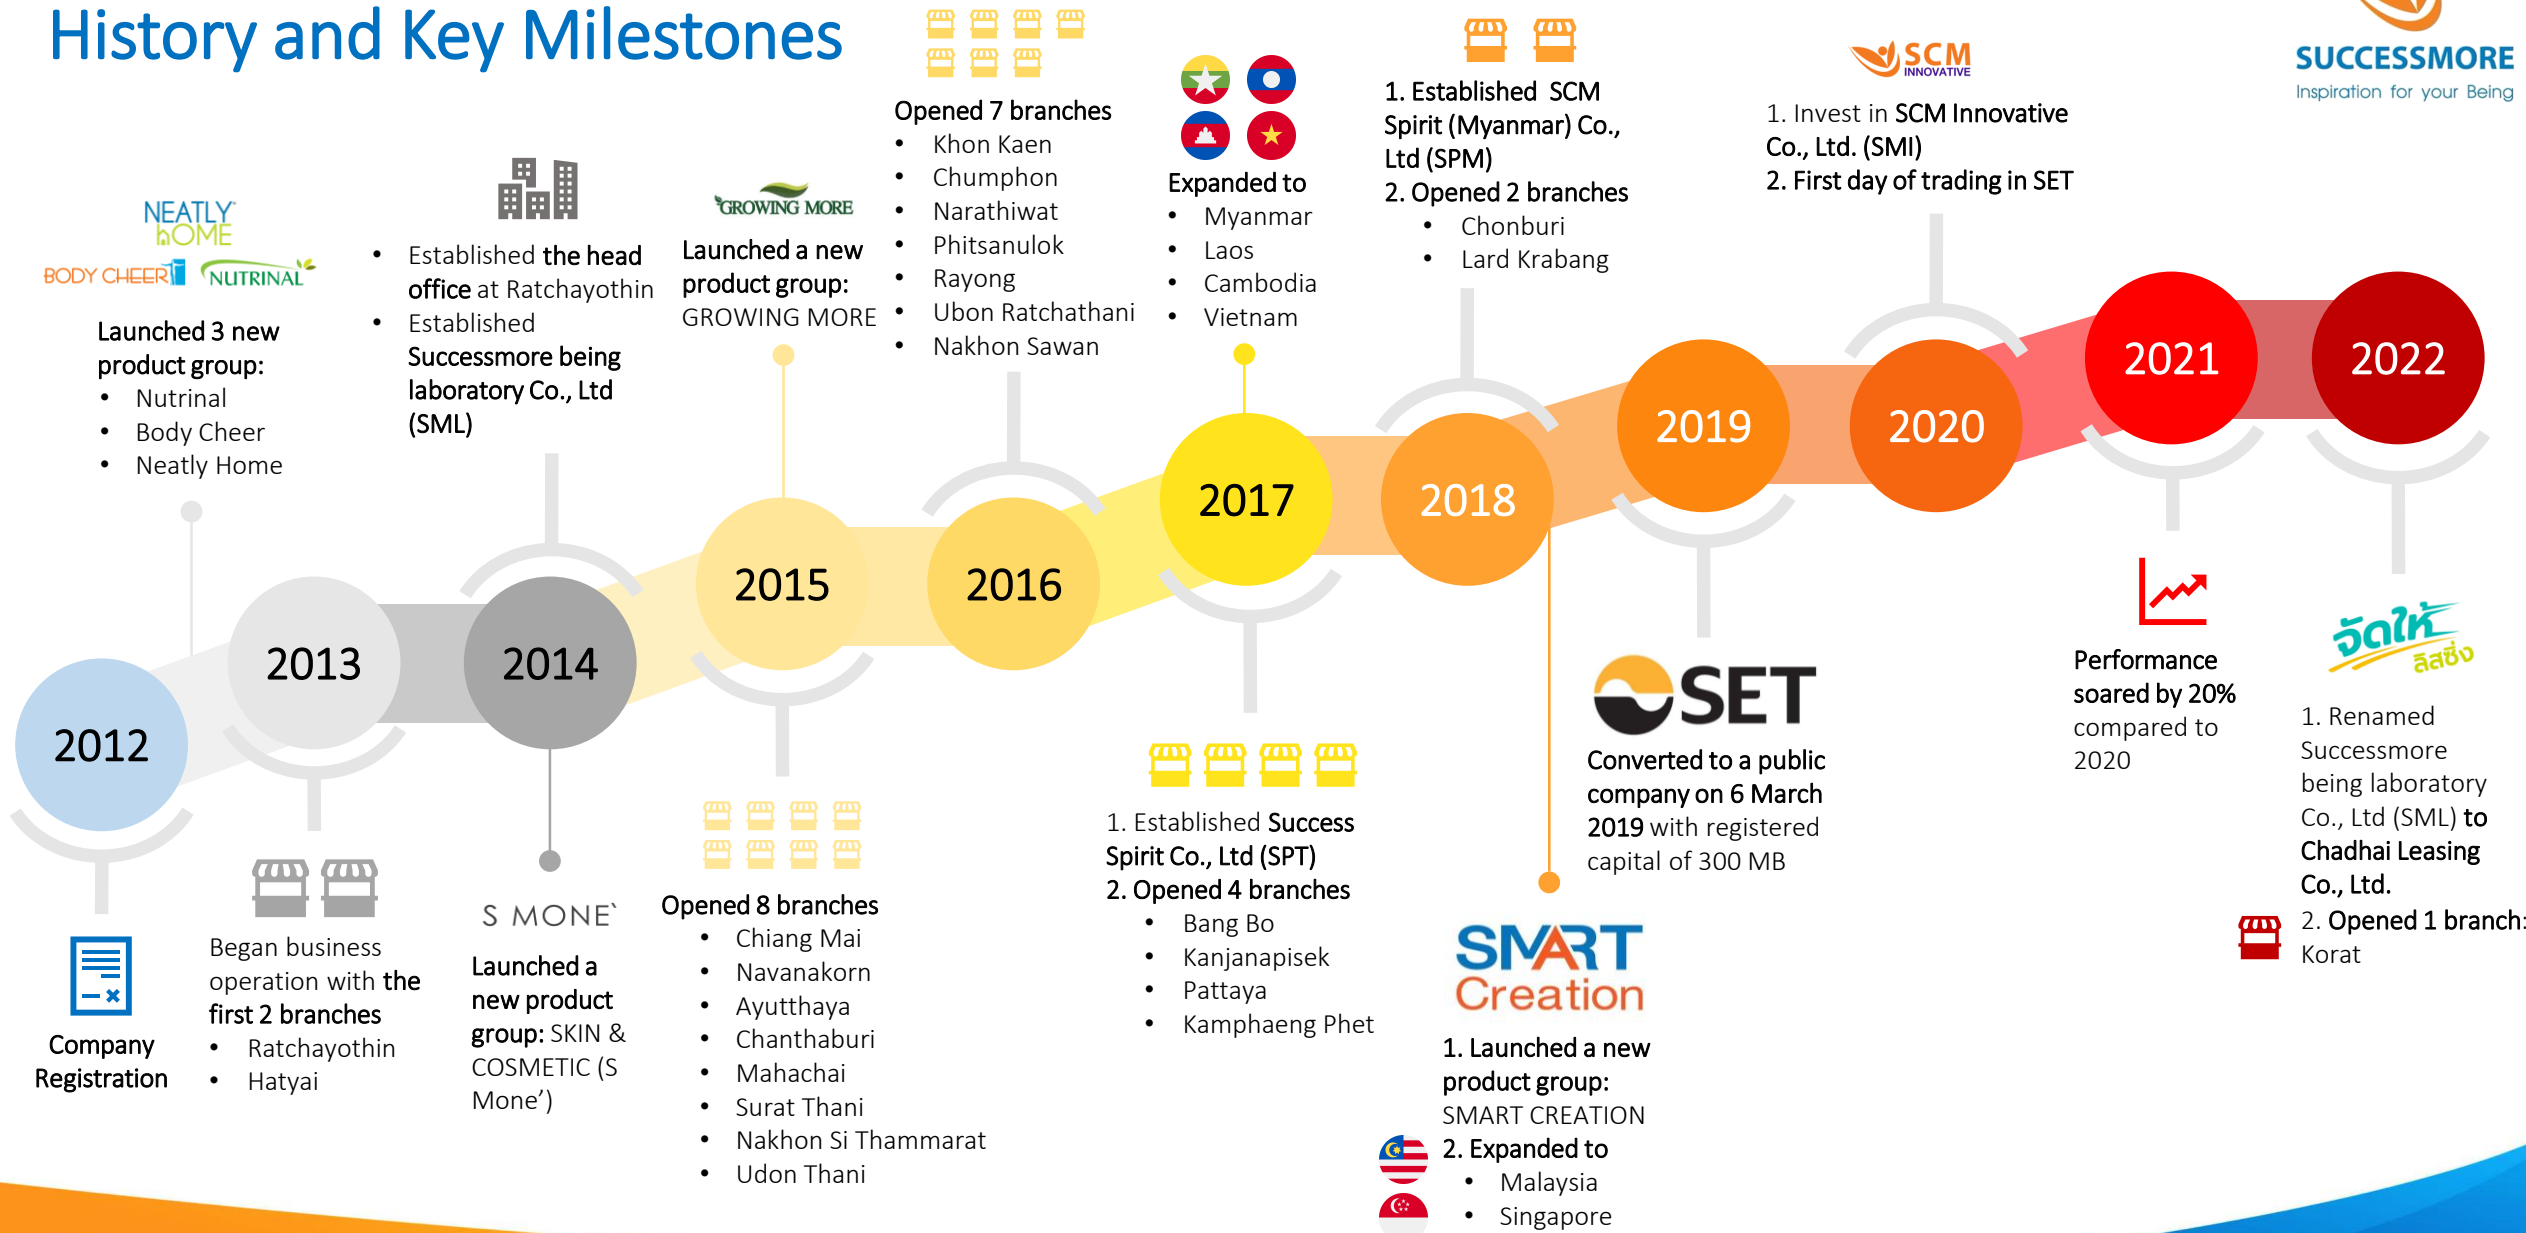 History and Key Milestones
SUCCESSMORE
Inspiration for your Being
NEATLY
HOME
BODY CHEER
NUTRINAL
Launched 3 new
product group:
• Nutrinal
• Body Cheer
• Neatly Home
• Established the head
office at Ratchayothin
• Established
Successmore being
laboratory Co., Ltd
(SML)
GROWING MORE
Launched a new
product group:
GROWING MORE
Opened 7 branches
• Khon Kaen
• Chumphon
• Narathiwat
• Phitsanulok
• Rayong
• Ubon Ratchathani
• Nakhon Sawan
Expanded to
• Myanmar
• Laos
• Cambodia
• Vietnam
1. Established SCM
Spirit (Myanmar) Co.,
Ltd (SPM)
2. Opened 2 branches
• Chonburi
• Lard Krabang
SCM
INNOVATIVE
1. Invest in SCM Innovative
Co., Ltd. (SMI)
2. First day of trading in SET
2012
2013
2014
2015
2016
2017
2018
2019
2020
2021
2022
Company
Registration
Began business
operation with the
first 2 branches
• Ratchayothin
• Hatyai
S MONE`
Launched a
new product
group: SKIN &
COSMETIC (S
Mone’)
Opened 8 branches
• Chiang Mai
• Navanakorn
• Ayutthaya
• Chanthaburi
• Mahachai
• Surat Thani
• Nakhon Si Thammarat
• Udon Thani
1. Established Success
Spirit Co., Ltd (SPT)
2. Opened 4 branches
• Bang Bo
• Kanjanapisek
• Pattaya
• Kamphaeng Phet
SMART
Creation
1. Launched a new
product group:
SMART CREATION
2. Expanded to
• Malaysia
• Singapore
SET
Converted to a public
company on 6 March
2019 with registered
capital of 300 MB
Performance
soared by 20%
compared to
2020
จัดให้
ลิสซิ่ง
1. Renamed
Successmore
being laboratory
Co., Ltd (SML) to
Chadhai Leasing
Co., Ltd.
2. Opened 1 branch:
Korat